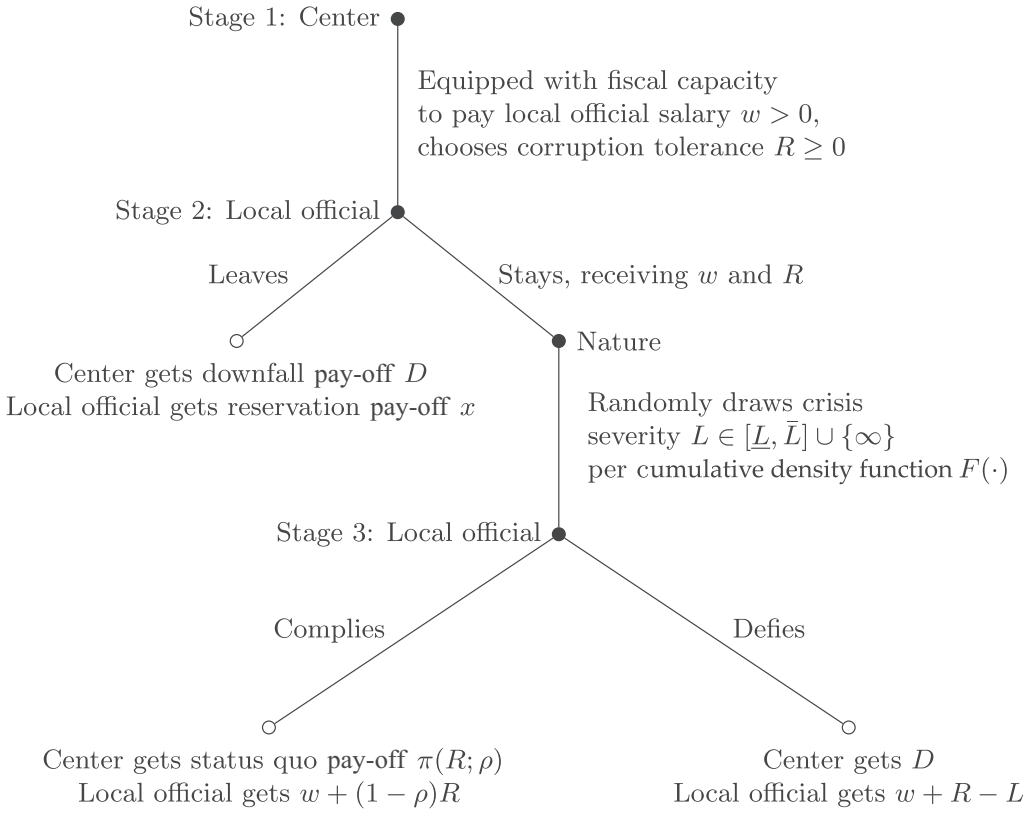 Stage 1: Center
Equipped with fiscal capacity
to pay local official salary w > 0,
chooses corruption tolerance R ≥ 0
Stage 2: Local official
Leaves
Stays, receiving w and R
Center gets downfall pay-off D
Local official gets reservation pay-off x
Nature
Randomly draws crisis
severity L ∈ [L̲, L̄] ∪ {∞}
per cumulative density function F(·)
Stage 3: Local official
Complies
Defies
Center gets status quo pay-off π(R; ρ)
Local official gets w + (1 − ρ)R
Center gets D
Local official gets w + R − L